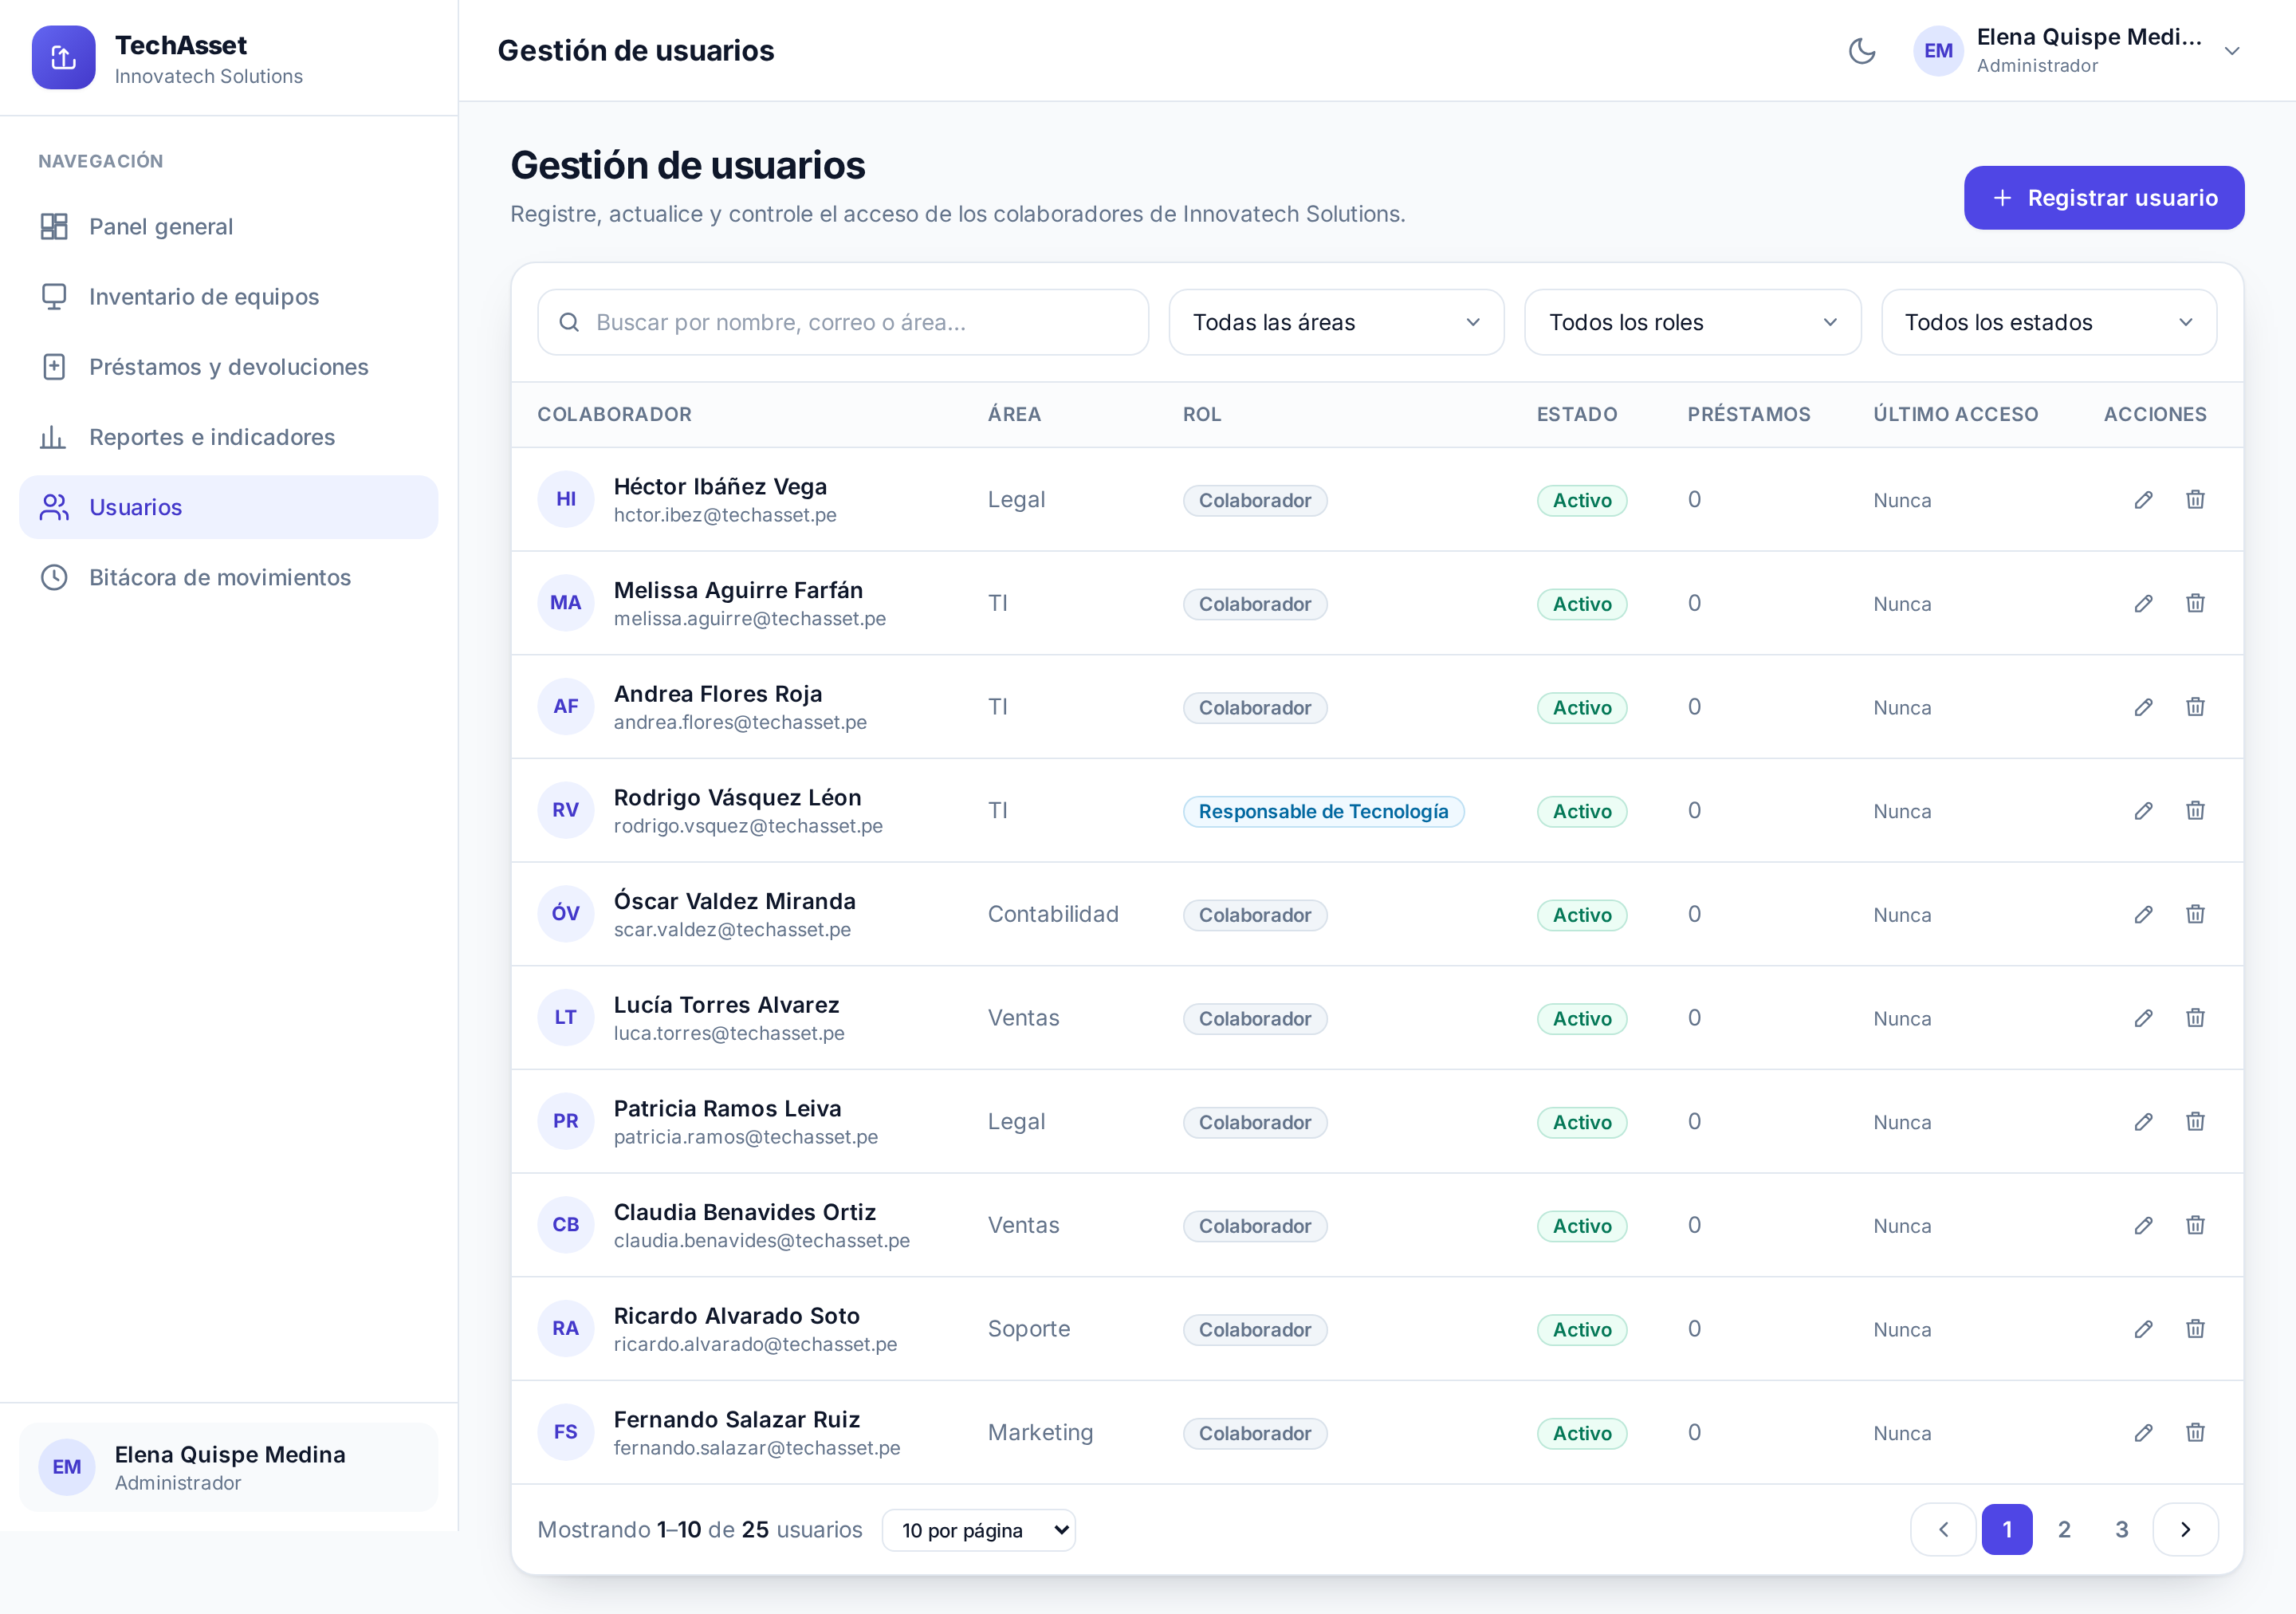 TechAsset
Innovatech Solutions
NAVEGACIÓN
Panel general
Inventario de equipos
Préstamos y devoluciones
Reportes e indicadores
Usuarios
Bitácora de movimientos
EM
Elena Quispe Medina
Administrador
Gestión de usuarios
EM
Elena Quispe Medi...
Administrador
Gestión de usuarios
Registre, actualice y controle el acceso de los colaboradores de Innovatech Solutions.
+ Registrar usuario
Buscar por nombre, correo o área...
Todas las áreas
Todos los roles
Todos los estados
COLABORADOR ÁREA ROL ESTADO PRÉSTAMOS ÚLTIMO ACCESO ACCIONES
HI Héctor Ibáñez Vega Legal Colaborador Activo 0 Nunca
hctor.ibez@techasset.pe
MA Melissa Aguirre Farfán TI Colaborador Activo 0 Nunca
melissa.aguirre@techasset.pe
AF Andrea Flores Roja TI Colaborador Activo 0 Nunca
andrea.flores@techasset.pe
RV Rodrigo Vásquez Léon TI Responsable de Tecnología Activo 0 Nunca
rodrigo.vsquez@techasset.pe
ÓV Óscar Valdez Miranda Contabilidad Colaborador Activo 0 Nunca
scar.valdez@techasset.pe
LT Lucía Torres Alvarez Ventas Colaborador Activo 0 Nunca
luca.torres@techasset.pe
PR Patricia Ramos Leiva Legal Colaborador Activo 0 Nunca
patricia.ramos@techasset.pe
CB Claudia Benavides Ortiz Ventas Colaborador Activo 0 Nunca
claudia.benavides@techasset.pe
RA Ricardo Alvarado Soto Soporte Colaborador Activo 0 Nunca
ricardo.alvarado@techasset.pe
FS Fernando Salazar Ruiz Marketing Colaborador Activo 0 Nunca
fernando.salazar@techasset.pe
Mostrando 1–10 de 25 usuarios 10 por página 1 2 3